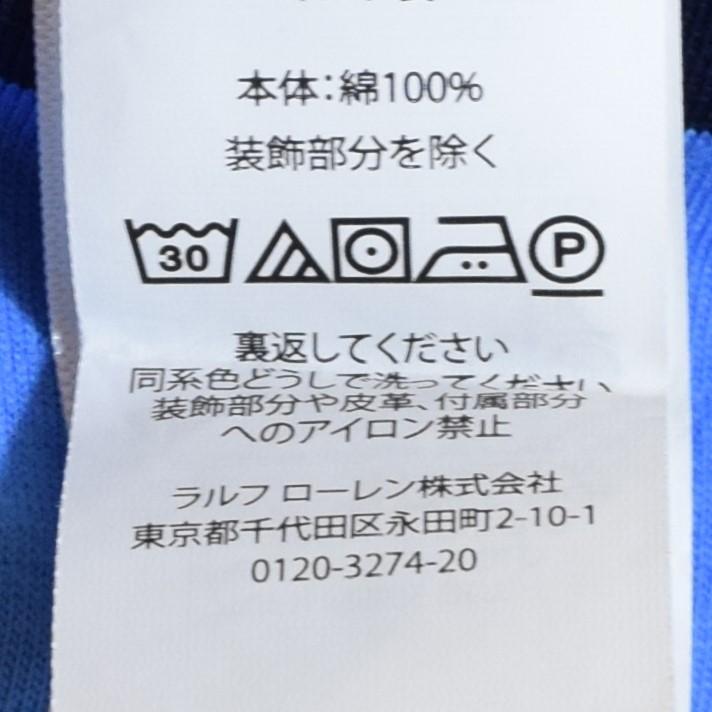 本体:綿100%
装飾部分を除く
30 P
裏返してください
同系色どうしで洗ってください
装飾部分や皮革、付属部分
へのアイロン禁止
ラルフ ローレン株式会社
東京都千代田区永田町2-10-1
0120-3274-20